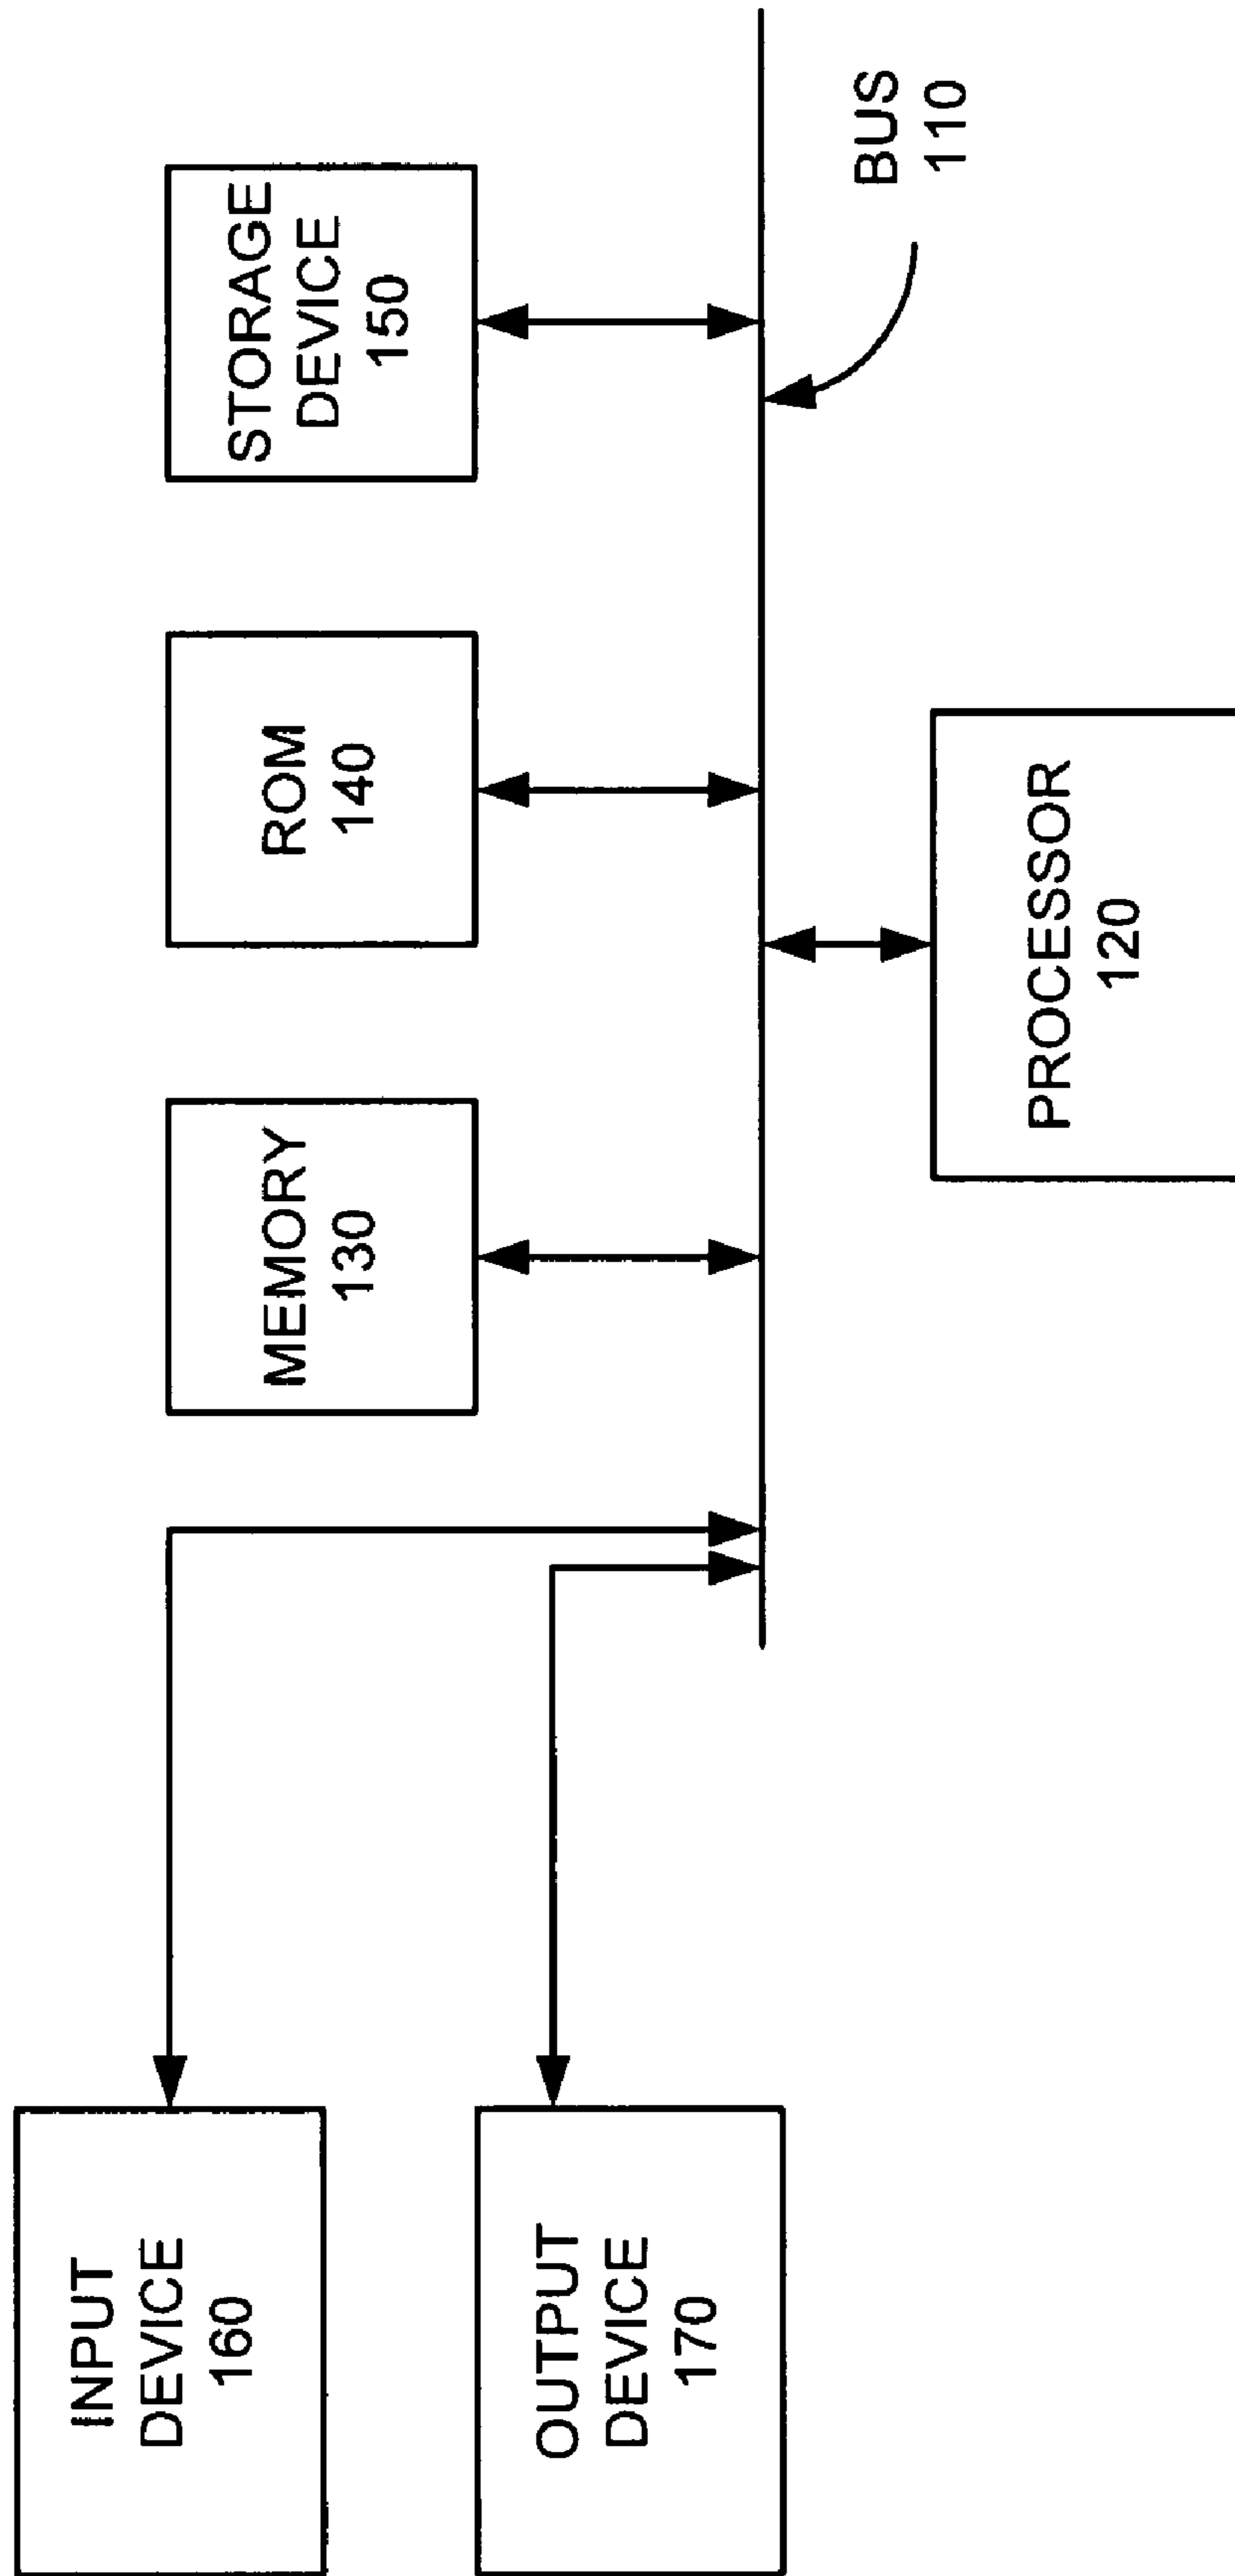 INPUT
DEVICE
160
OUTPUT
DEVICE
170
MEMORY
130
ROM
140
STORAGE
DEVICE
150
BUS
110
PROCESSOR
120